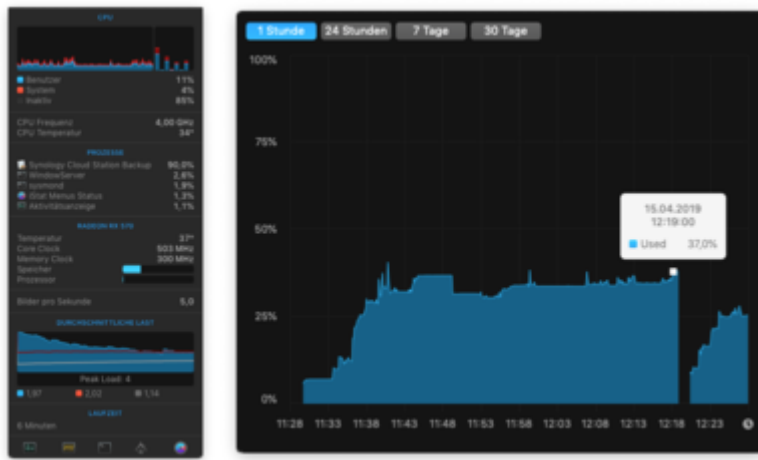 CPU
Benutzer 11%
System 4%
Inaktiv 85%
CPU Frequenz 4,00 GHz
CPU Temperatur 34°
PROZESSE
Synology Cloud Station Backup 90,0%
WindowServer 2,6%
sysmond 1,9%
iStat Menus Status 1,3%
Aktivitätsanzeige 1,1%
RADEON RX 570
Temperatur 37°
Core Clock 503 MHz
Memory Clock 300 MHz
Speicher
Prozessor
Bilder pro Sekunde 5,0
DURCHSCHNITTLICHE LAST
Peak Load: 4
1,97 2,02 1,14
LAUFZEIT
6 Minuten
1 Stunde 24 Stunden 7 Tage 30 Tage
100%
75%
50%
25%
0%
15.04.2019
12:19:00
Used 37,0%
11:28 11:33 11:38 11:43 11:48 11:53 11:58 12:03 12:08 12:13 12:18 12:23